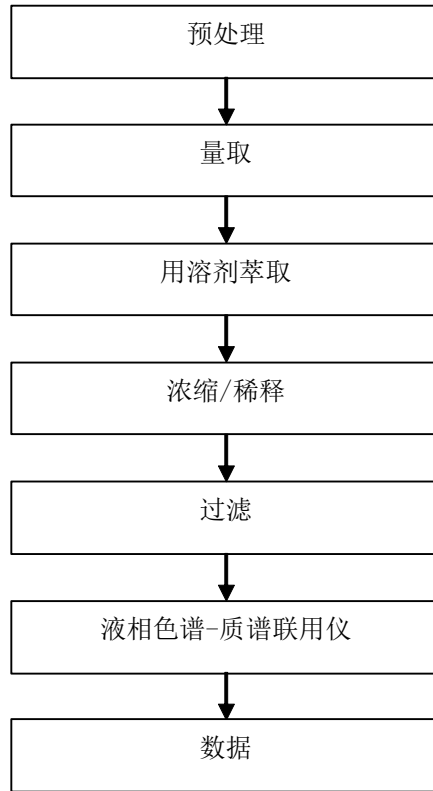 预处理
量取
用溶剂萃取
浓缩/稀释
过滤
液相色谱-质谱联用仪
数据